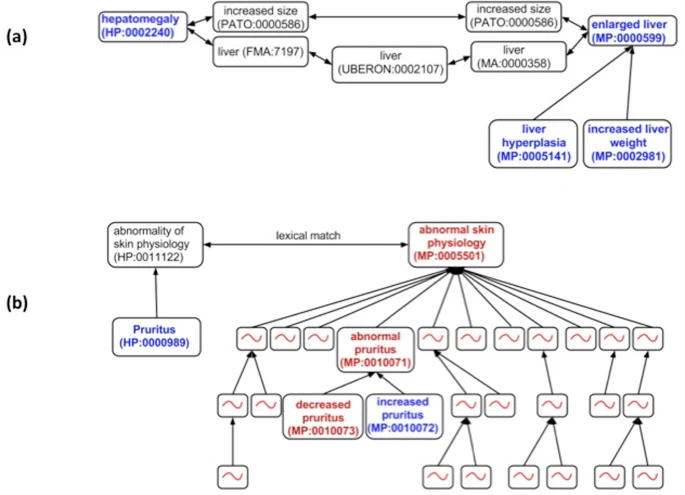 (a)
hepatomegaly
(HP:0002240)
increased size
(PATO:0000586)
increased size
(PATO:0000586)
enlarged liver
(MP:0000599)
liver (FMA:7197)
liver
(UBERON:0002107)
liver
(MA:0000358)
liver
hyperplasia
(MP:0005141)
increased liver
weight
(MP:0002981)
(b)
abnormality of
skin physiology
(HP:0011122)
lexical match
abnormal skin
physiology
(MP:0005501)
Pruritus
(HP:0000989)
abnormal
pruritus
(MP:0010071)
decreased
pruritus
(MP:0010073)
increased
pruritus
(MP:0010072)